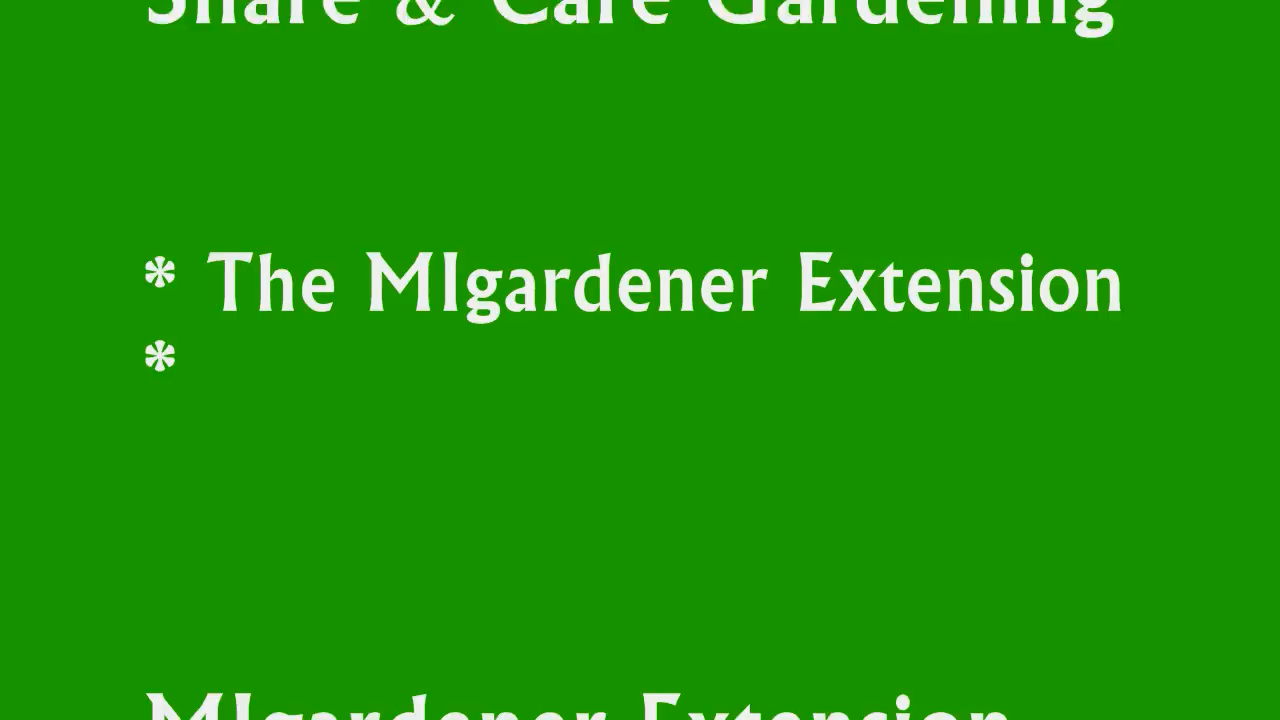 Share & Care Gardening
* The MIgardener Extension
*
MIgardener Extension